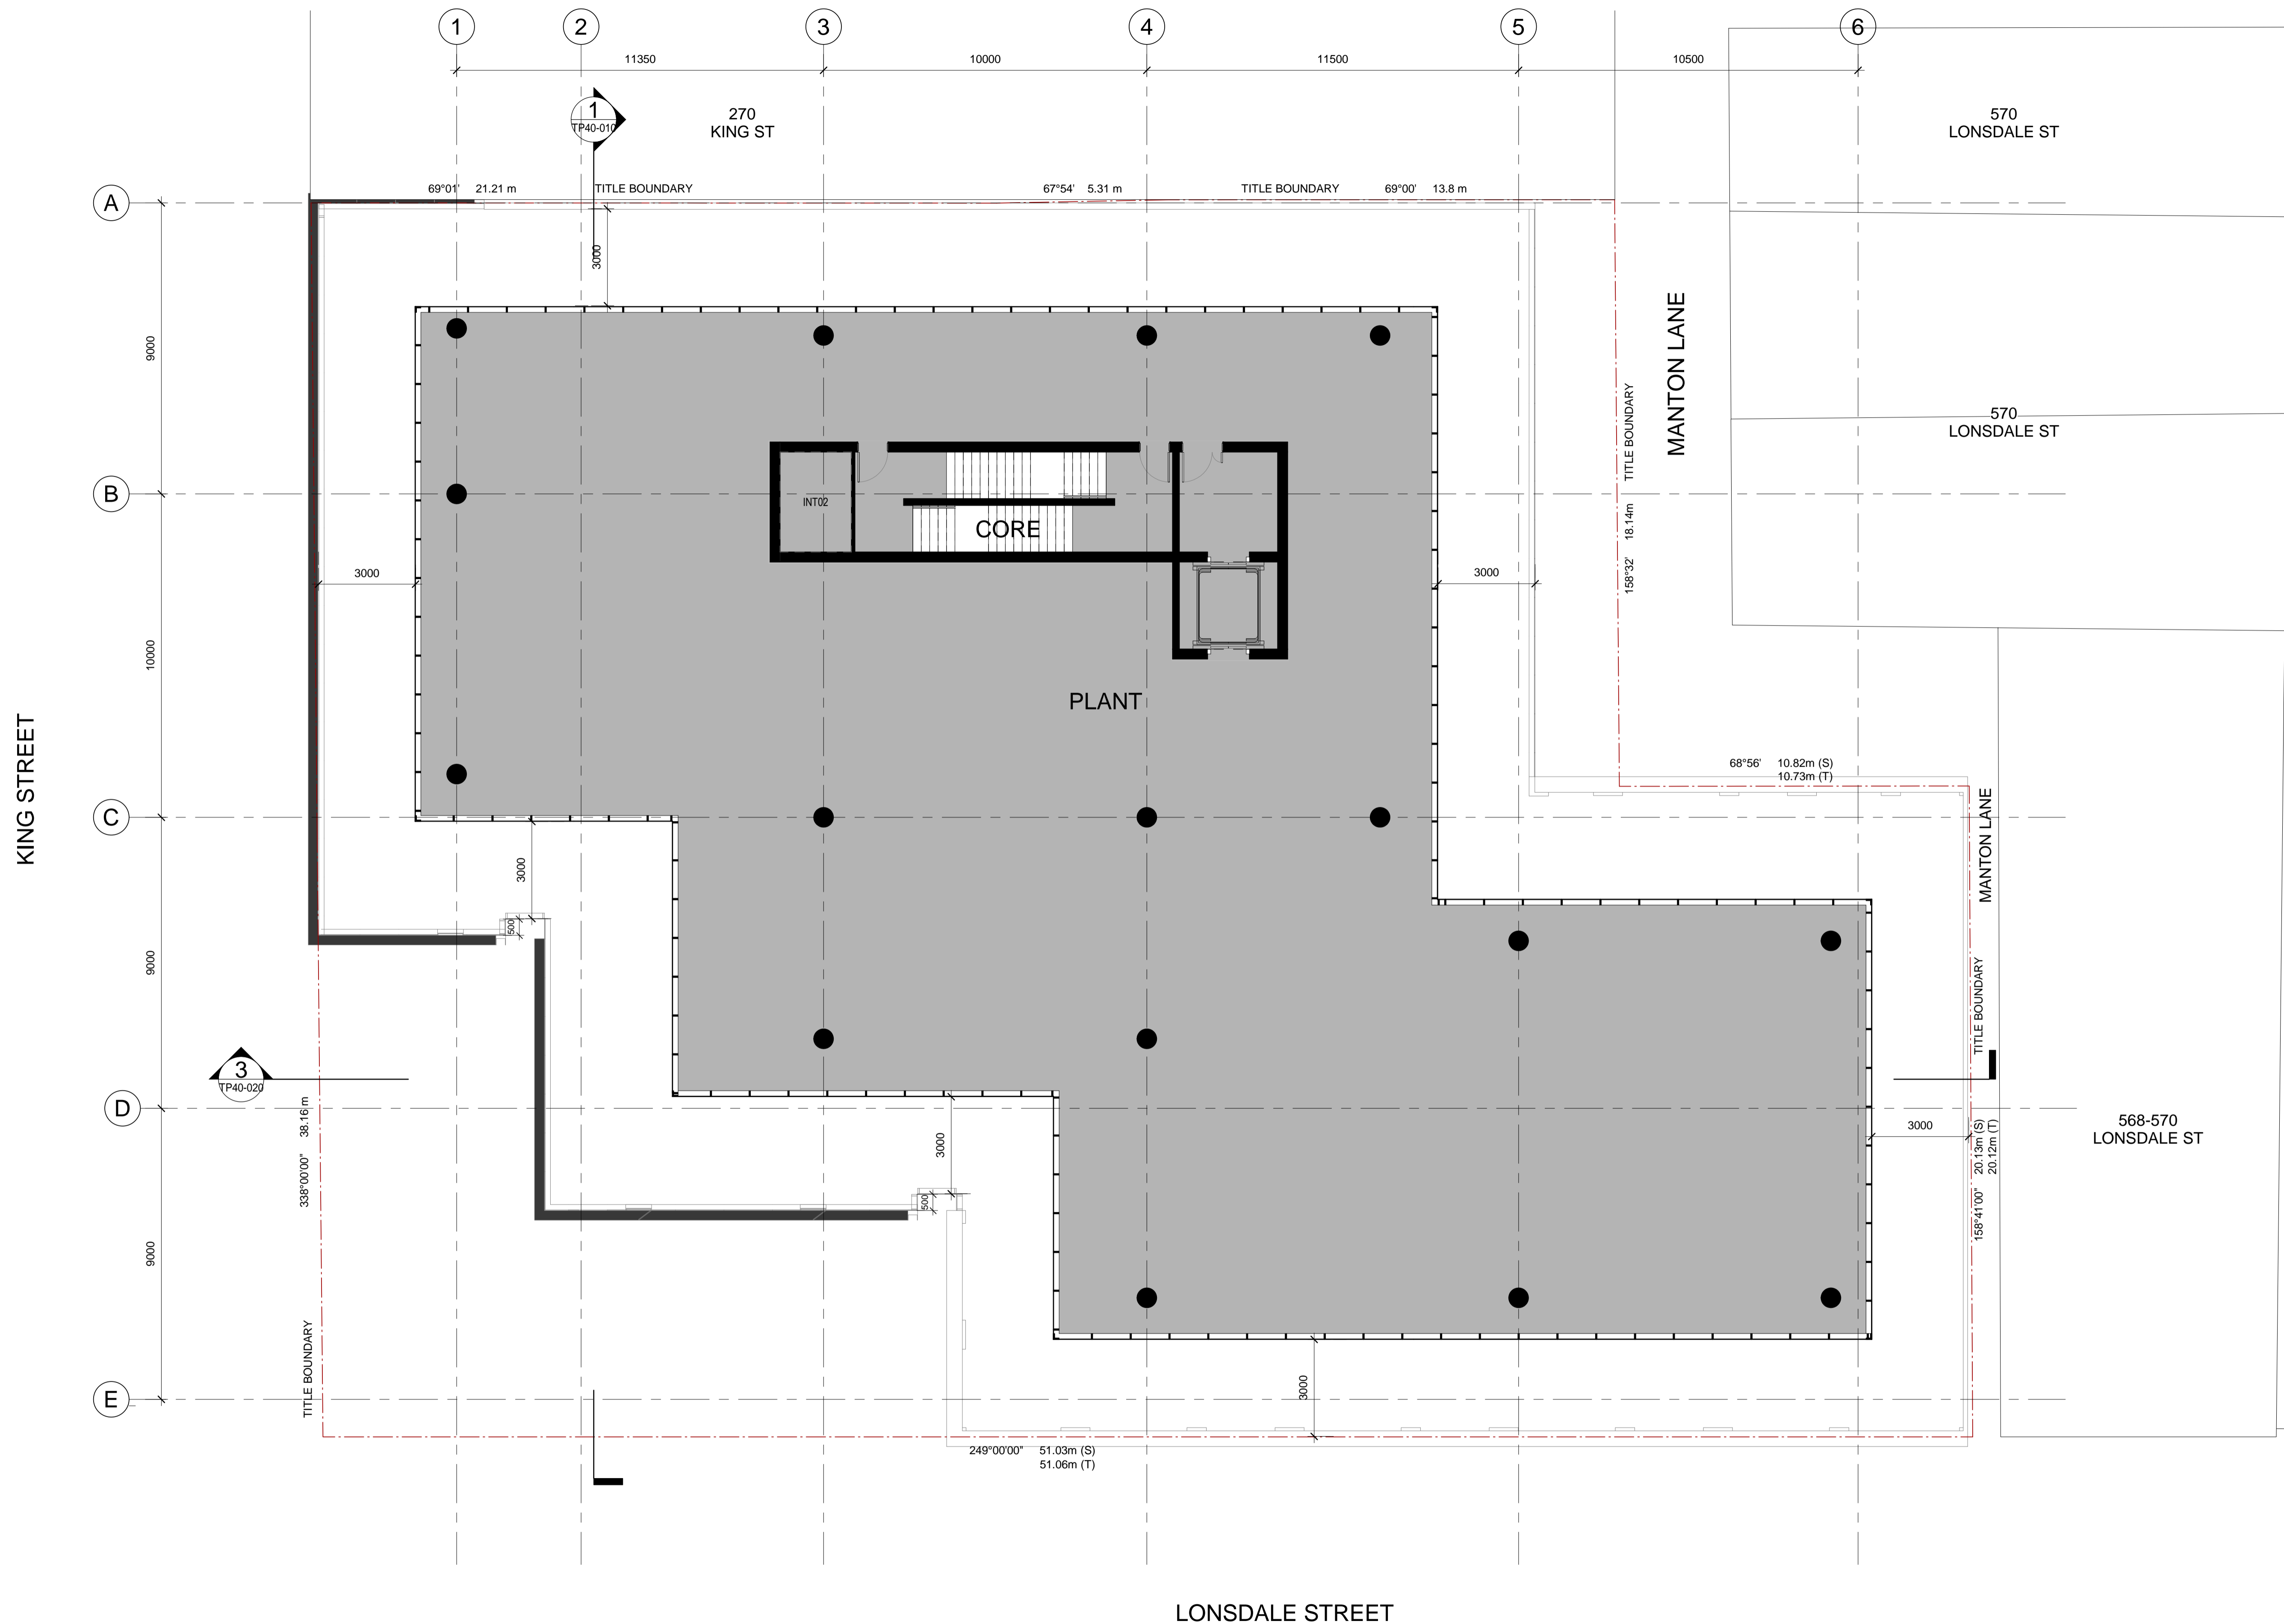 1
2
3
4
5
6
11350
10000
11500
10500
1
TP40-010
270
KING ST
570
LONSDALE ST
A
69°01' 21.21 m
TITLE BOUNDARY
67°54' 5.31 m
TITLE BOUNDARY
69°00' 13.8 m
3000
9000
MANTON LANE
TITLE BOUNDARY
158°32' 18.14m
570
LONSDALE ST
B
INT02
CORE
3000
3000
10000
PLANT
KING STREET
68°56' 10.82m (S)
10.73m (T)
C
MANTON LANE
3000
500
9000
TITLE BOUNDARY
3
TP40-020
D
338°00'00" 38.16 m
3000
500
3000
158°41'00" 20.13m (S)
20.12m (T)
568-570
LONSDALE ST
9000
TITLE BOUNDARY
3000
E
249°00'00" 51.03m (S)
51.06m (T)
LONSDALE STREET